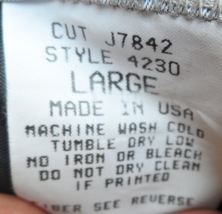 CUT J7842
STYLE 4230
LARGE
MADE IN USA
MACHINE WASH COLD
TUMBLE DRY LOW
NO IRON OR BLEACH
DO NOT DRY CLEAN
IF PRINTED
SEE REVERSE